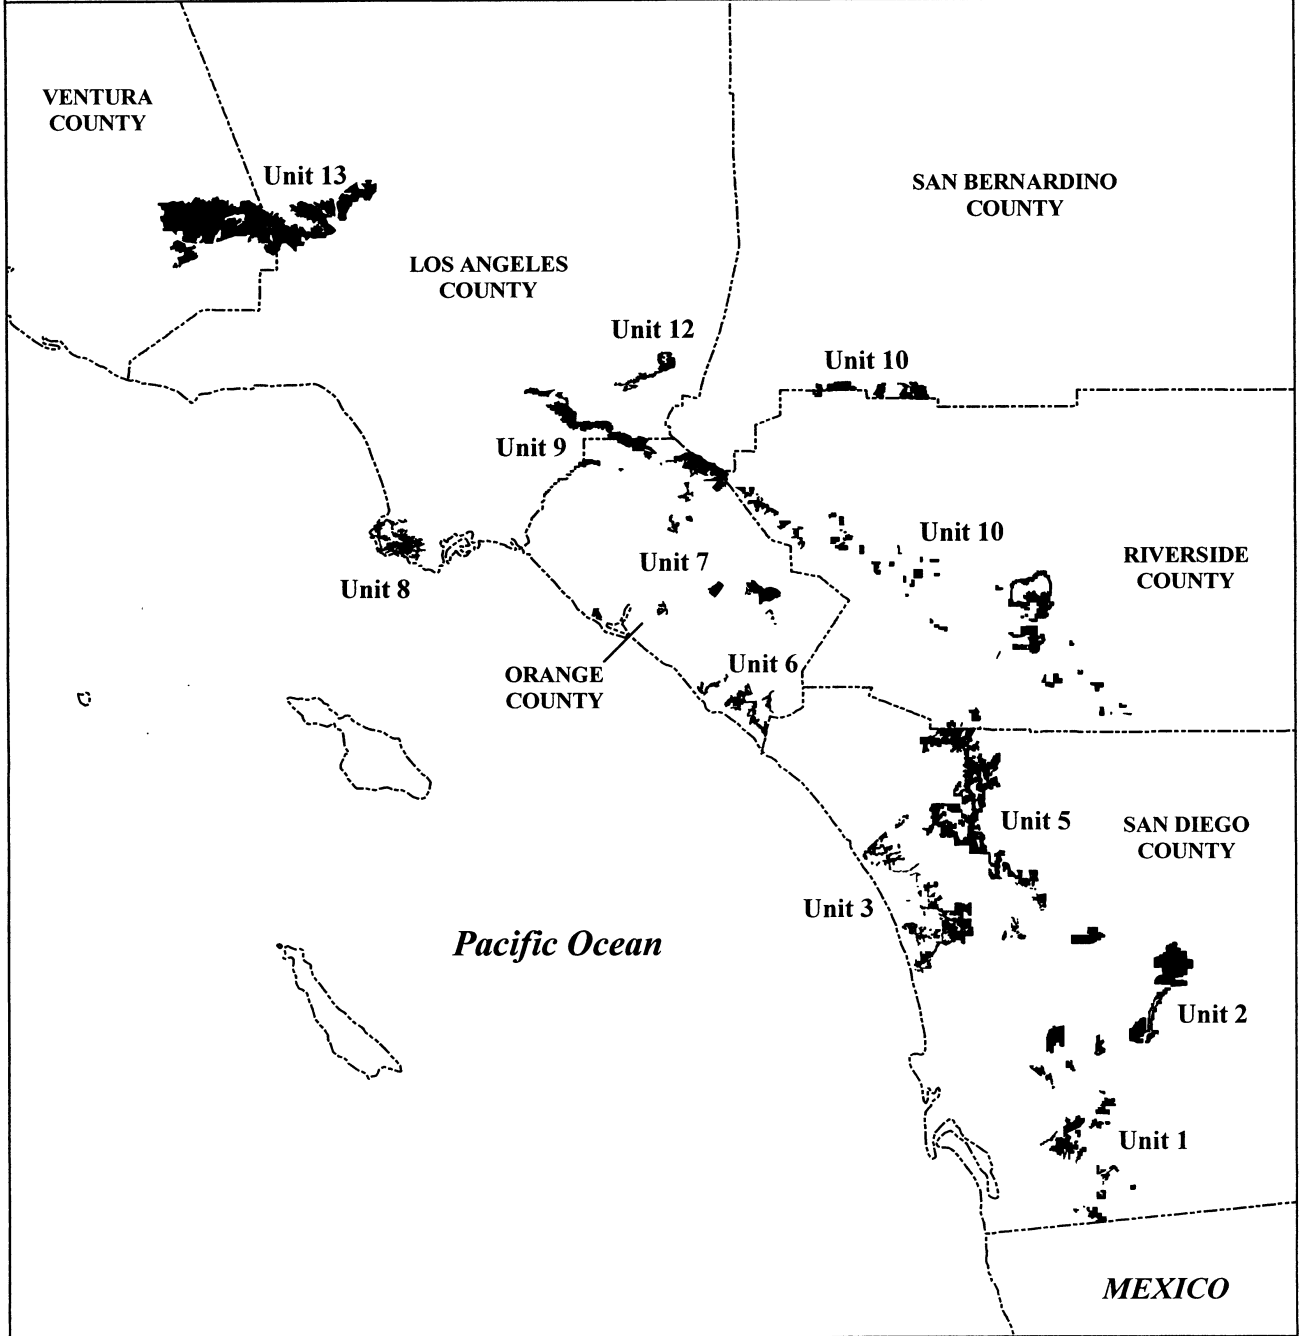 VENTURA
COUNTY
Unit 13
SAN BERNARDINO
COUNTY
LOS ANGELES
COUNTY
Unit 12
Unit 10
Unit 9
Unit 10
Unit 7
RIVERSIDE
COUNTY
Unit 8
Unit 6
ORANGE
COUNTY
Unit 5
SAN DIEGO
COUNTY
Unit 3
Pacific Ocean
Unit 2
Unit 1
MEXICO